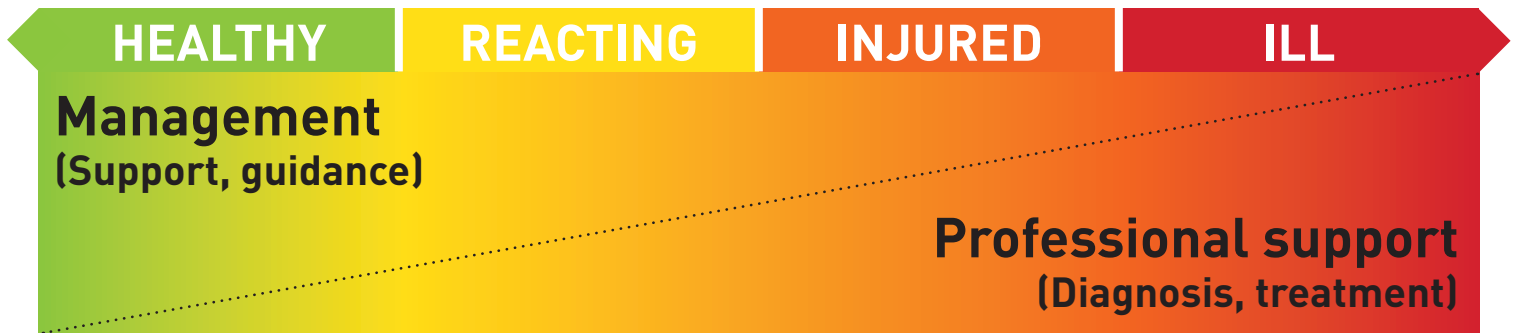 HEALTHY REACTING INJURED ILL
Management
(Support, guidance)
Professional support
(Diagnosis, treatment)